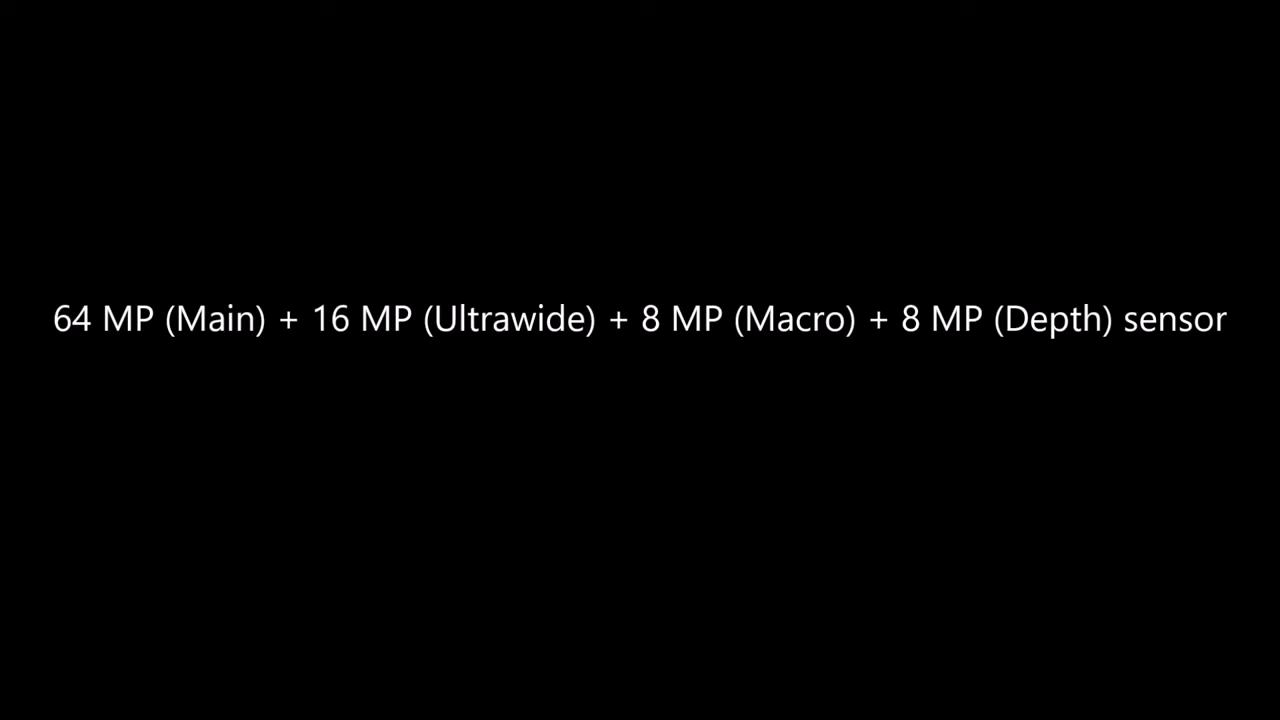 64 MP (Main) + 16 MP (Ultrawide) + 8 MP (Macro) + 8 MP (Depth) sensor